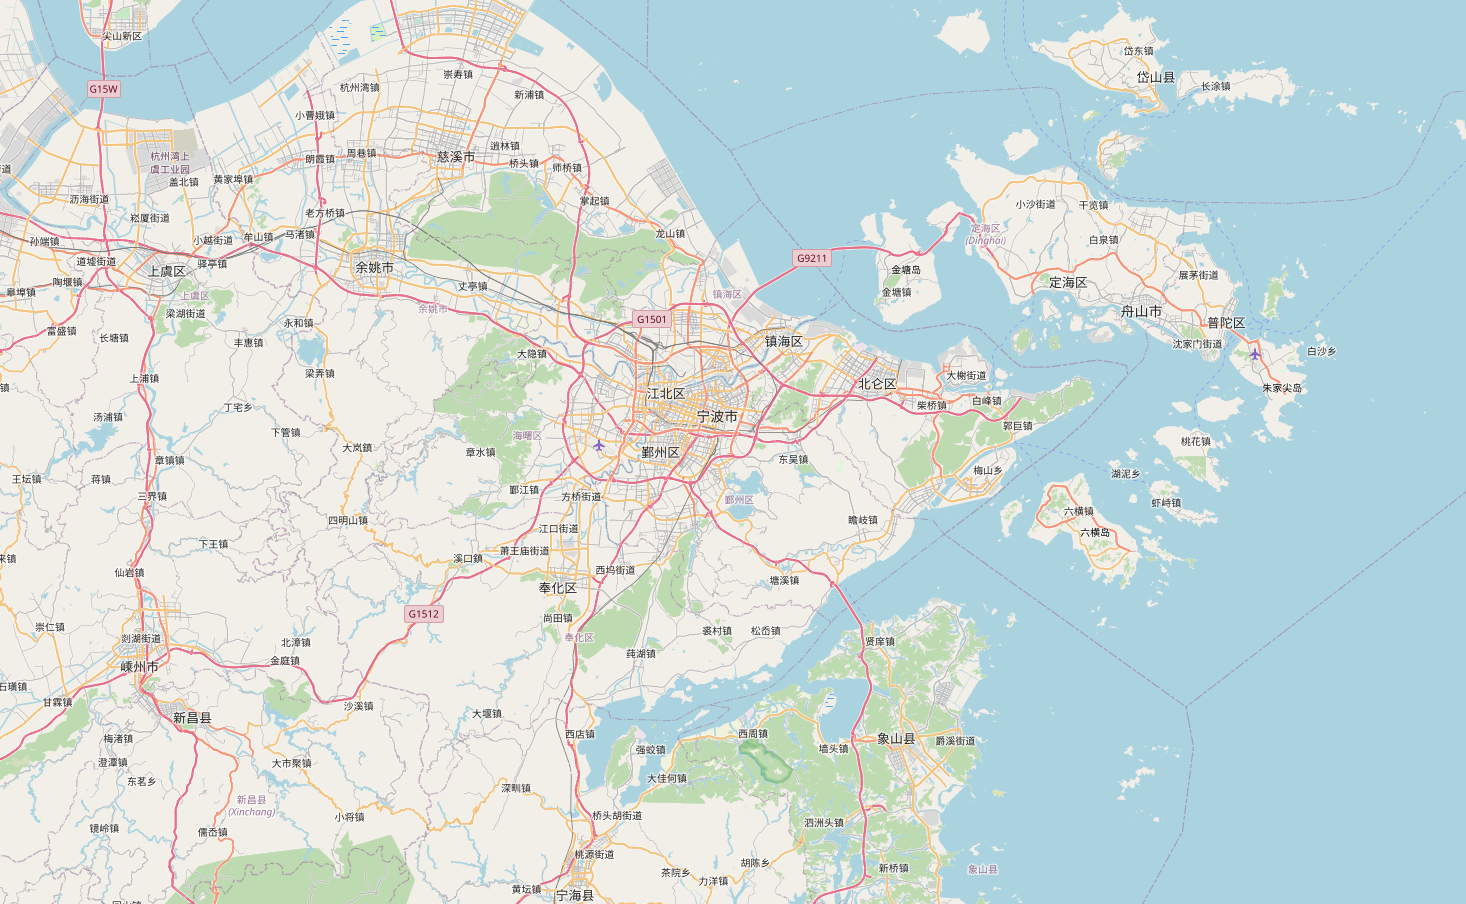 尖山新区
岱东镇
崇寿镇
岱山县
G15W
杭州湾镇
长涂镇
新浦镇
小曹娥镇
逍林镇
周巷镇
慈溪市
杭州湾上
虞工业园
朗霞镇
桥头镇
师桥镇
道
盖北镇
黄家埠镇
沥海街道
掌起镇
小沙街道
干览镇
老方桥镇
崧厦街道
定海区
(Dinghai)
龙山镇
马渚镇
牟山镇
小越街道
孙端镇
白泉镇
G9211
道墟街道
驿亭镇
余姚市
上虞区
金塘岛
展茅街道
陶堰镇
定海区
丈亭镇
皋埠镇
上虞区
镇海区
金塘镇
余姚市
梁湖街道
舟山市
G1501
永和镇
普陀区
富盛镇
长塘镇
丰惠镇
镇海区
沈家门街道
大隐镇
白沙乡
梁弄镇
上浦镇
大榭街道
北仑区
镇
朱家尖岛
江北区
白峰镇
柴桥镇
丁宅乡
汤浦镇
宁波市
郭巨镇
下管镇
海曙区
桃花镇
大岚镇
章水镇
鄞州区
章镇镇
东吴镇
梅山乡
湖泥乡
王坛镇
蒋镇
鄞江镇
三界镇
方桥街道
鄞州区
虾峙镇
六横镇
四明山镇
瞻岐镇
江口街道
六横岛
下王镇
萧王庙街道
来镇
溪口鎮
仙岩镇
西坞街道
塘溪镇
奉化区
G1512
尚田镇
崇仁镇
裘村镇
松岙镇
剡湖街道
奉化区
北漳镇
贤庠镇
莼湖镇
金庭镇
嵊州市
石璜镇
甘霖镇
沙溪镇
新昌县
大堰镇
西店镇
西周镇
梅渚镇
象山县
爵溪街道
强蛟镇
墙头镇
澄潭镇
大市聚镇
东茗乡
大佳何镇
深甽镇
新昌县
(Xinchang)
小将镇
桥头胡街道
泗洲头镇
镜岭镇
儒岙镇
桃源街道
胡陈乡
新桥镇
象山县
茶院乡
力洋镇
黄坛镇
宁海县